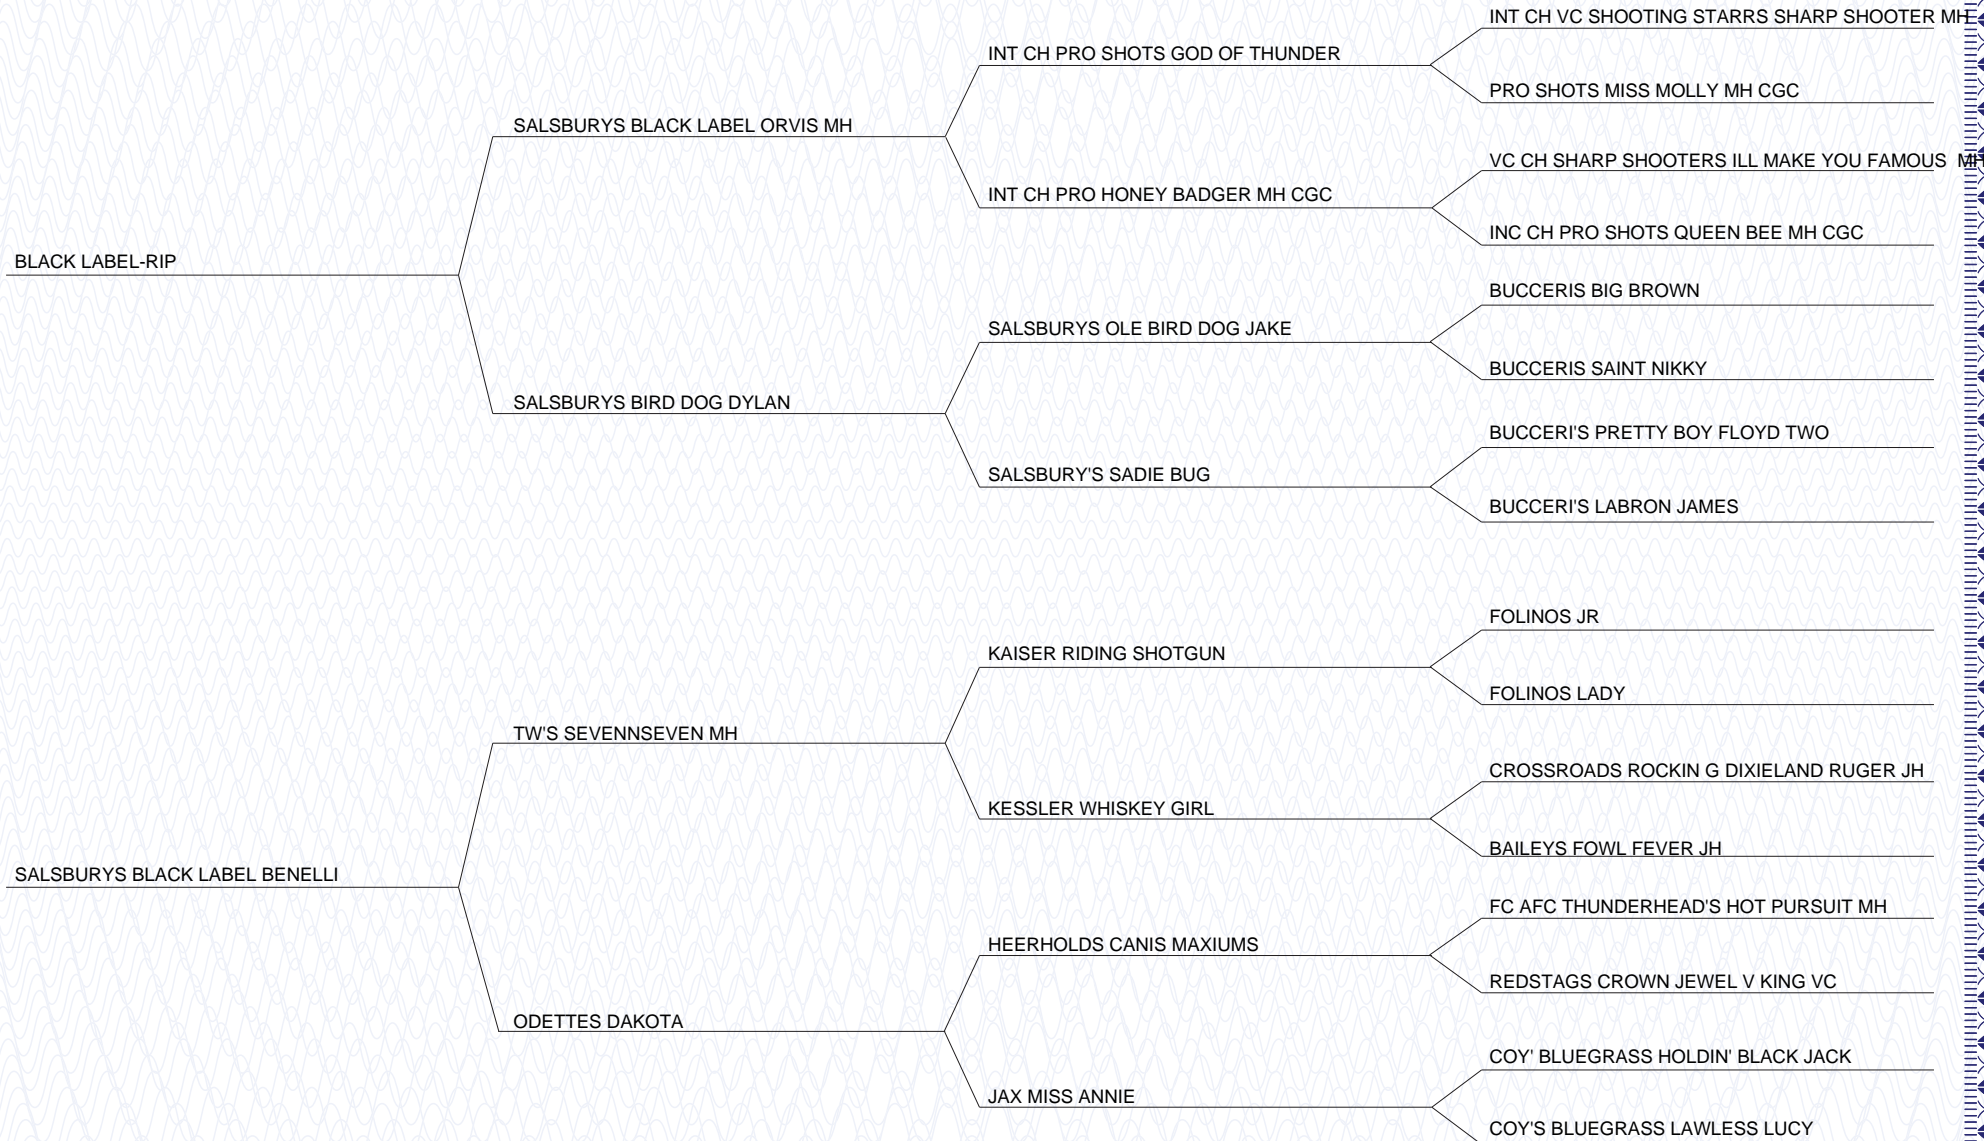 INT CH VC SHOOTING STARRS SHARP SHOOTER MH
INT CH PRO SHOTS GOD OF THUNDER
PRO SHOTS MISS MOLLY MH CGC
SALSBURYS BLACK LABEL ORVIS MH
VC CH SHARP SHOOTERS ILL MAKE YOU FAMOUS MH
INT CH PRO HONEY BADGER MH CGC
INC CH PRO SHOTS QUEEN BEE MH CGC
BLACK LABEL-RIP
BUCCERIS BIG BROWN
SALSBURYS OLE BIRD DOG JAKE
BUCCERIS SAINT NIKKY
SALSBURYS BIRD DOG DYLAN
BUCCERI'S PRETTY BOY FLOYD TWO
SALSBURY'S SADIE BUG
BUCCERI'S LABRON JAMES
FOLINOS JR
KAISER RIDING SHOTGUN
FOLINOS LADY
TW'S SEVENNSEVEN MH
CROSSROADS ROCKIN G DIXIELAND RUGER JH
KESSLER WHISKEY GIRL
BAILEYS FOWL FEVER JH
SALSBURYS BLACK LABEL BENELLI
FC AFC THUNDERHEAD'S HOT PURSUIT MH
HEERHOLDS CANIS MAXIUMS
REDSTAGS CROWN JEWEL V KING VC
ODETTES DAKOTA
COY' BLUEGRASS HOLDIN' BLACK JACK
JAX MISS ANNIE
COY'S BLUEGRASS LAWLESS LUCY